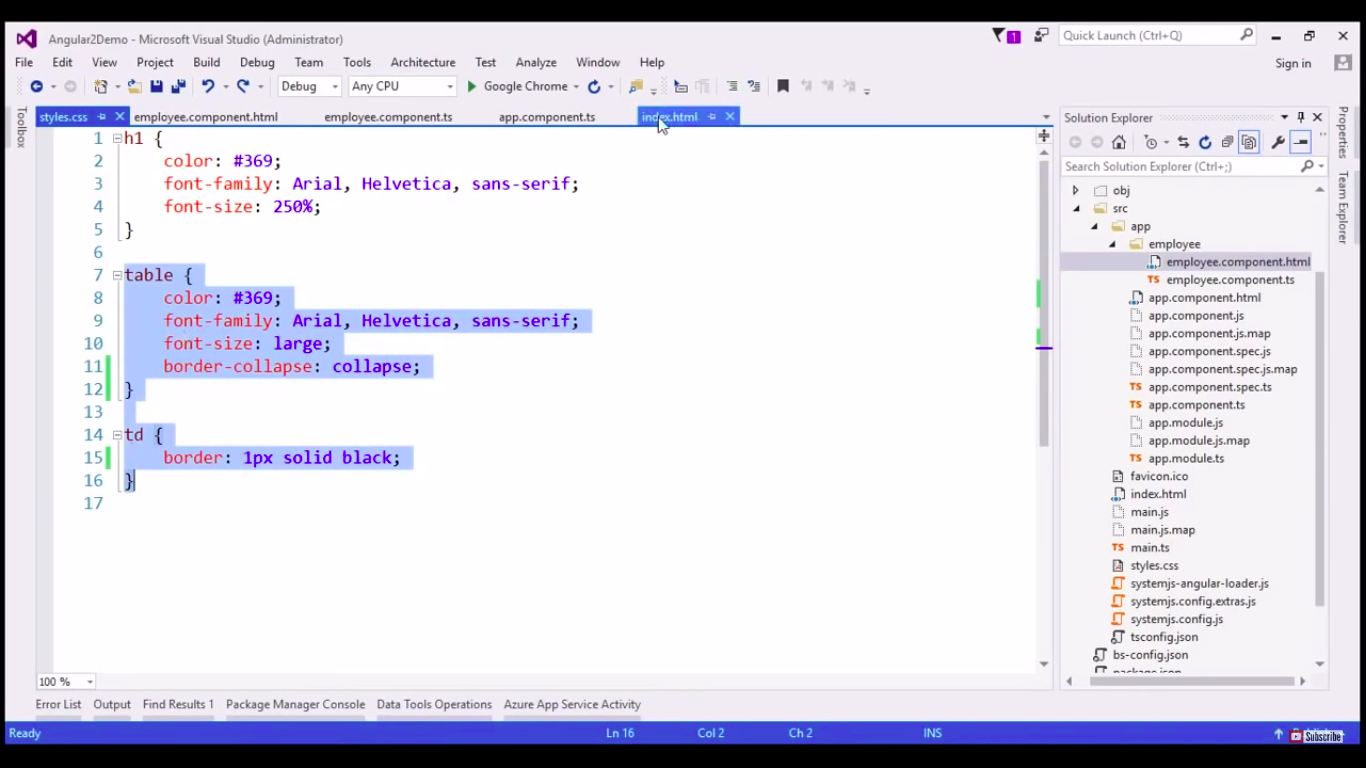 Angular2Demo - Microsoft Visual Studio (Administrator)
1
Quick Launch (Ctrl+Q)
File Edit View Project Build Debug Team Tools Architecture Test Analyze Window Help
Sign in
Debug Any CPU Google Chrome
Toolbox
styles.css employee.component.html employee.component.ts app.component.ts index.html
1 h1 {
2 color: #369;
3 font-family: Arial, Helvetica, sans-serif;
4 font-size: 250%;
5 }
6
7 table {
8 color: #369;
9 font-family: Arial, Helvetica, sans-serif;
10 font-size: large;
11 border-collapse: collapse;
12 }
13
14 td {
15 border: 1px solid black;
16 }
17
100 %
Solution Explorer
Search Solution Explorer (Ctrl+;)
obj
src
app
employee
employee.component.html
employee.component.ts
app.component.html
app.component.js
app.component.js.map
app.component.spec.js
app.component.spec.js.map
app.component.spec.ts
app.component.ts
app.module.js
app.module.js.map
app.module.ts
favicon.ico
index.html
main.js
main.js.map
main.ts
styles.css
systemjs-angular-loader.js
systemjs.config.extras.js
systemjs.config.js
tsconfig.json
bs-config.json
package.json
Properties
Team Explorer
Error List Output Find Results 1 Package Manager Console Data Tools Operations Azure App Service Activity
Ready Ln 16 Col 2 Ch 2 INS
Subscribe